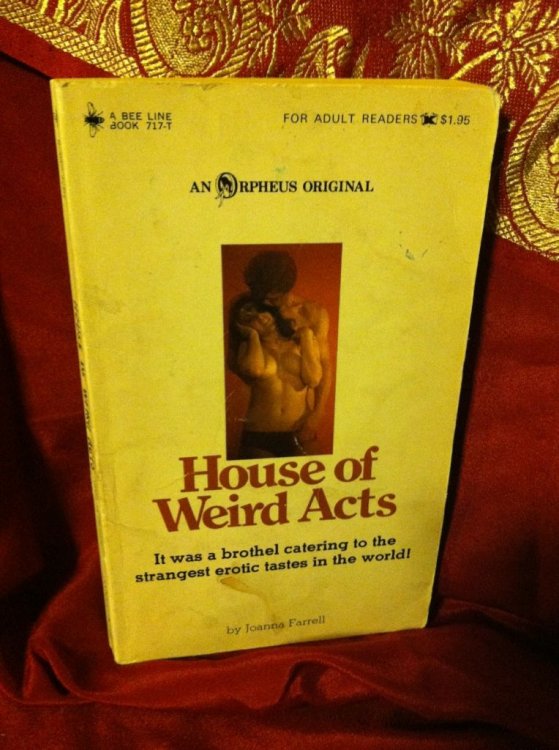 A BEE LINE
BOOK 717-T
FOR ADULT READERS $1.95
AN ORPHEUS ORIGINAL
House of
Weird Acts
It was a brothel catering to the
strangest erotic tastes in the world!
by Joanna Farrell